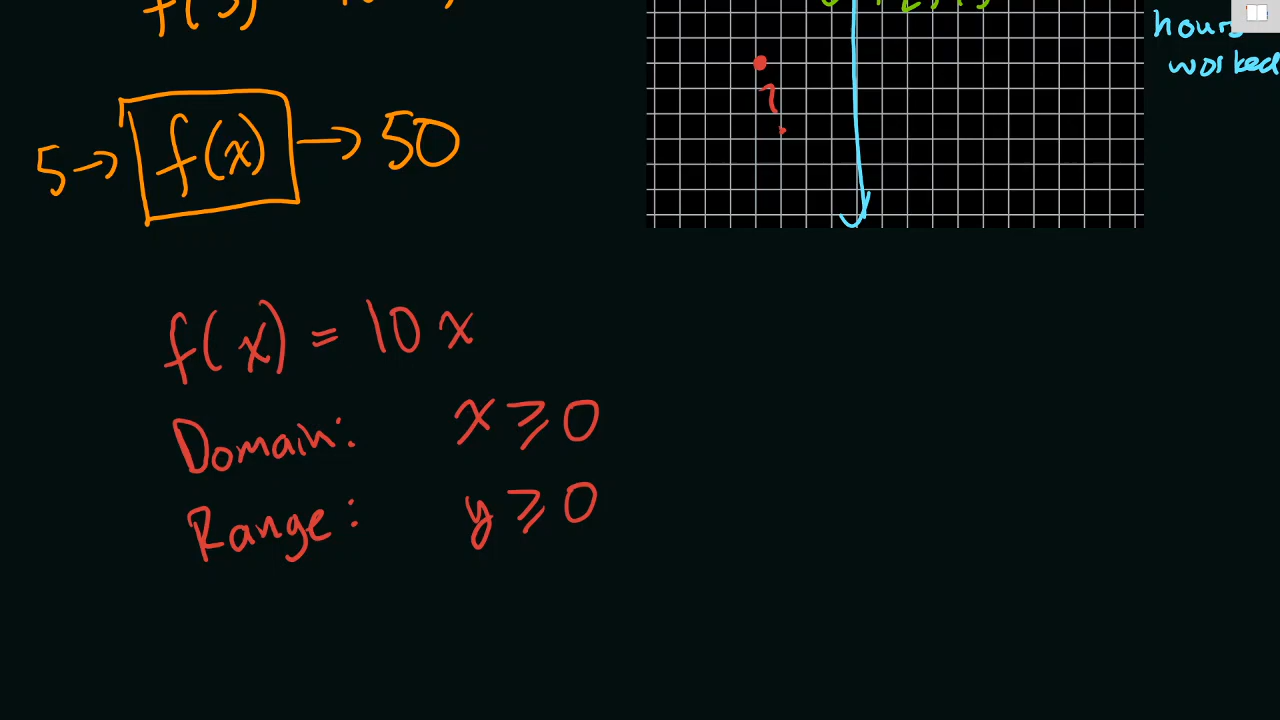 hours
worked
5 → f(x) → 50
?
f(x) = 10x
Domain: x ⩾ 0
Range: y ⩾ 0